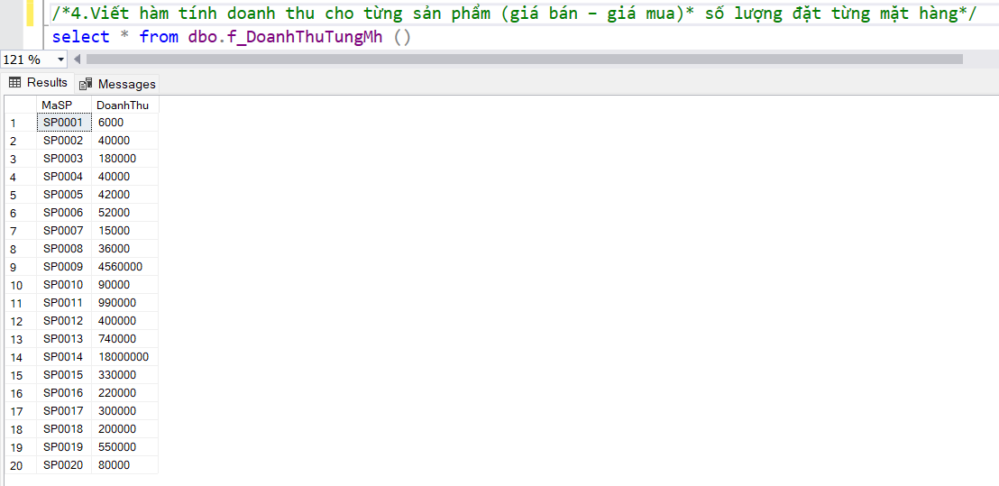 /*4.Viết hàm tính doanh thu cho từng sản phẩm (giá bán – giá mua)* số lượng đặt từng mặt hàng*/
select * from dbo.f_DoanhThuTungMh ()
121 %
Results Messages
MaSP DoanhThu
1 SP0001 6000
2 SP0002 40000
3 SP0003 180000
4 SP0004 40000
5 SP0005 42000
6 SP0006 52000
7 SP0007 15000
8 SP0008 36000
9 SP0009 4560000
10 SP0010 90000
11 SP0011 990000
12 SP0012 400000
13 SP0013 740000
14 SP0014 18000000
15 SP0015 330000
16 SP0016 220000
17 SP0017 300000
18 SP0018 200000
19 SP0019 550000
20 SP0020 80000